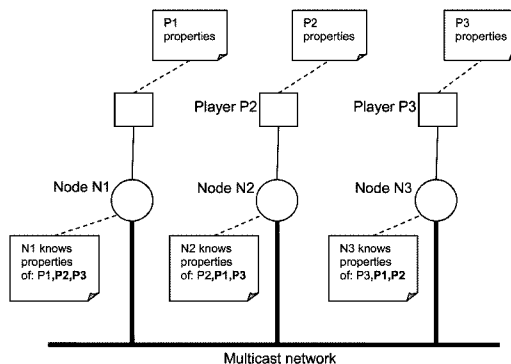 P1
properties
P2
properties
P3
properties
Player P2
Player P3
Node N1
Node N2
Node N3
N1 knows
properties
of: P1,P2,P3
N2 knows
properties
of: P2,P1,P3
N3 knows
properties
of: P3,P1,P2
Multicast network